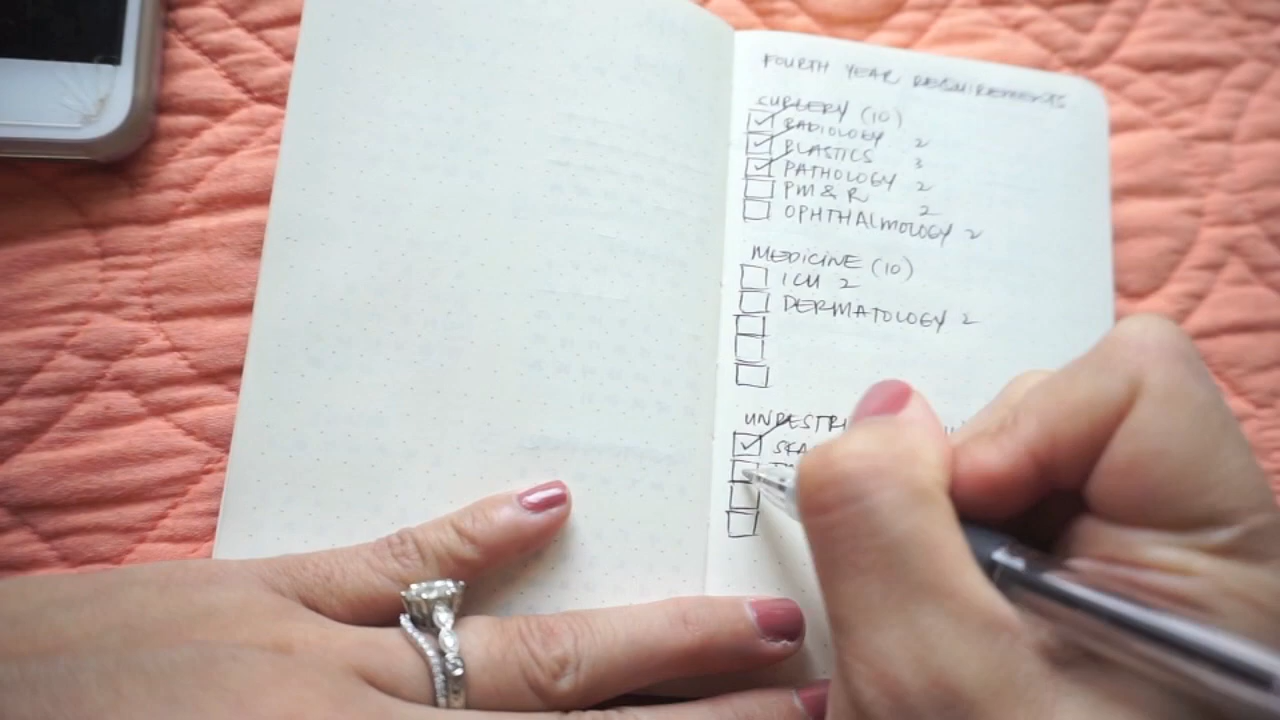 FOURTH YEAR REQUIREMENTS
SURGERY (10)
RADIOLOGY 2
PLASTICS 3
PATHOLOGY 2
PM & R 2
OPHTHALMOLOGY 2
MEDICINE (10)
ICU 2
DERMATOLOGY 2